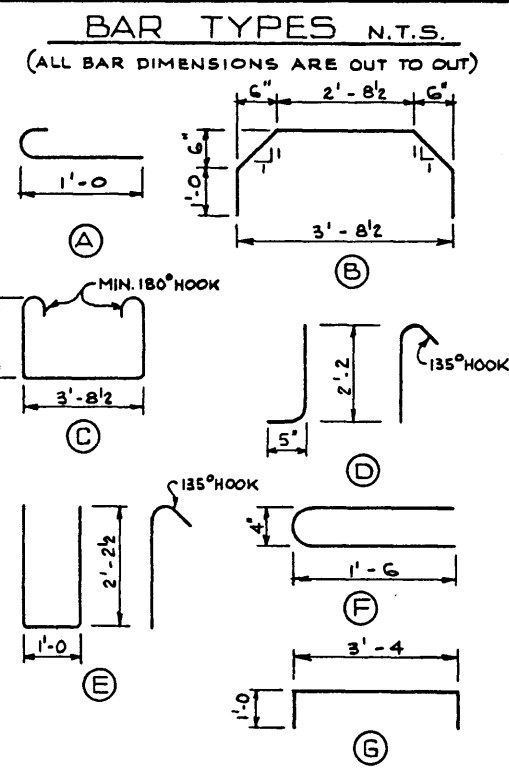 BAR TYPES N.T.S.
(ALL BAR DIMENSIONS ARE OUT TO OUT)
6" 2'-8½ 6"
6"
1
1
1
1
1'-0
1'-0
3'-8½
A
B
MIN. 180° HOOK
3'-8½
C
2'-2
135° HOOK
5"
D
135° HOOK
2'-2½
1'-0
E
4"
1'-6
F
3'-4
1'-0
G